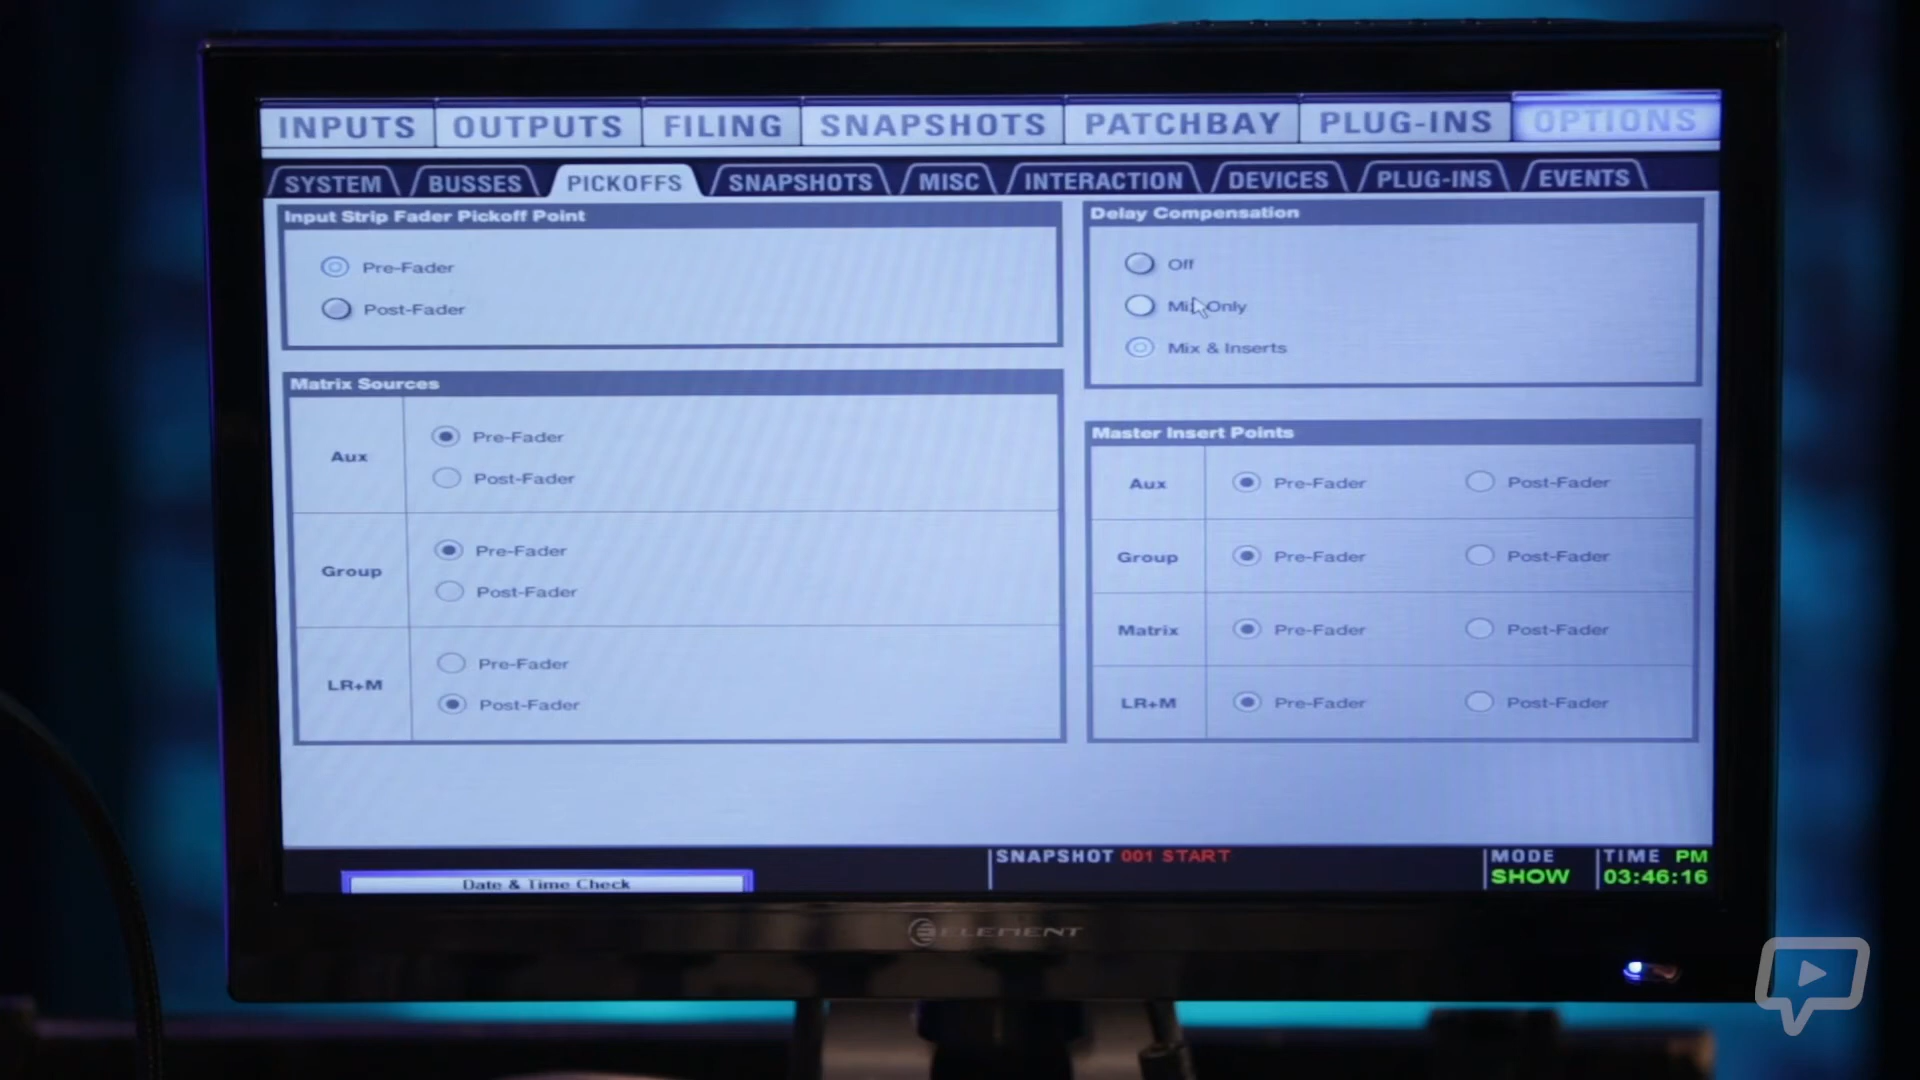 INPUTS OUTPUTS FILING SNAPSHOTS PATCHBAY PLUG-INS OPTIONS
SYSTEM BUSSES PICKOFFS SNAPSHOTS MISC INTERACTION DEVICES PLUG-INS EVENTS
Input Strip Fader Pickoff Point
Pre-Fader
Post-Fader
Delay Compensation
Off
Mix Only
Mix & Inserts
Matrix Sources
Aux
Pre-Fader
Post-Fader
Group
Pre-Fader
Post-Fader
LR+M
Pre-Fader
Post-Fader
Master Insert Points
Aux Pre-Fader Post-Fader
Group Pre-Fader Post-Fader
Matrix Pre-Fader Post-Fader
LR+M Pre-Fader Post-Fader
Date & Time Check
SNAPSHOT 001 START
MODE
SHOW
TIME PM
03:46:16
ELEMENT